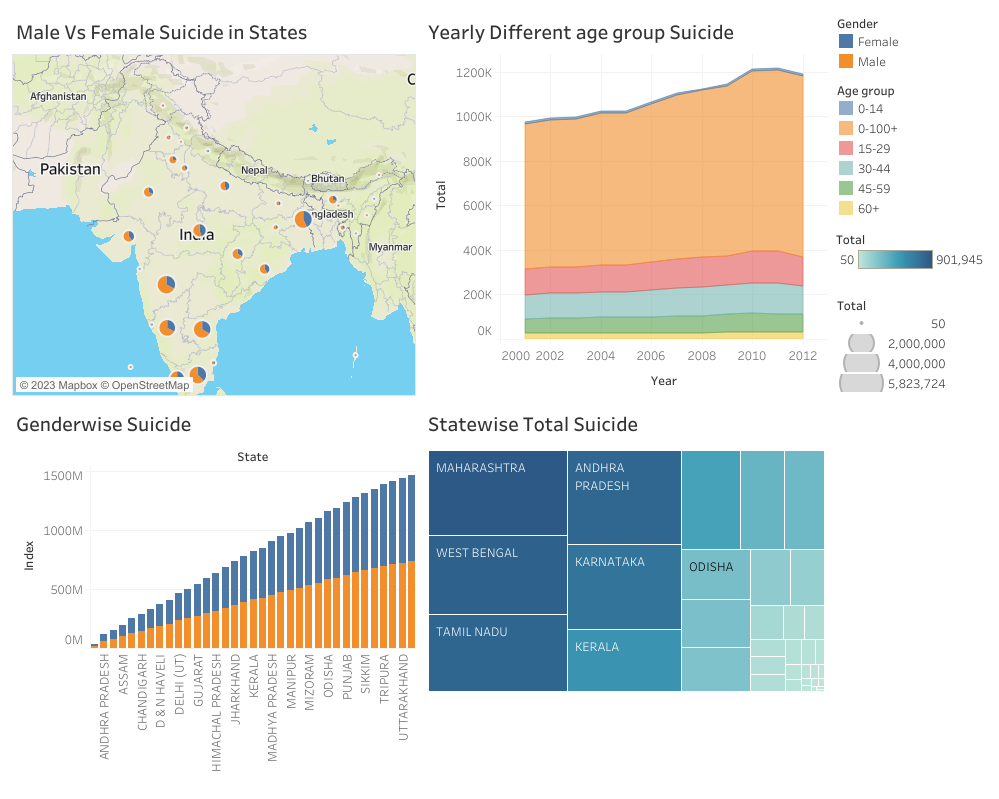 Male Vs Female Suicide in States
Afghanistan
Pakistan
Nepal
Bhutan
India
ngladesh
Myanmar
C
© 2023 Mapbox © OpenStreetMap
Yearly Different age group Suicide
Total
1200K
1000K
800K
600K
400K
200K
0K
2000 2002 2004 2006 2008 2010 2012
Year
Gender
Female
Male
Age group
0-14
0-100+
15-29
30-44
45-59
60+
Total
50 901,945
Total
50
2,000,000
4,000,000
5,823,724
Genderwise Suicide
State
Index
1500M
1000M
500M
0M
ANDHRA PRADESH
ASSAM
CHANDIGARH
D & N HAVELI
DELHI (UT)
GUJARAT
HIMACHAL PRADESH
JHARKHAND
KERALA
MADHYA PRADESH
MANIPUR
MIZORAM
ODISHA
PUNJAB
SIKKIM
TRIPURA
UTTARAKHAND
Statewise Total Suicide
MAHARASHTRA
WEST BENGAL
TAMIL NADU
ANDHRA
PRADESH
KARNATAKA
KERALA
ODISHA